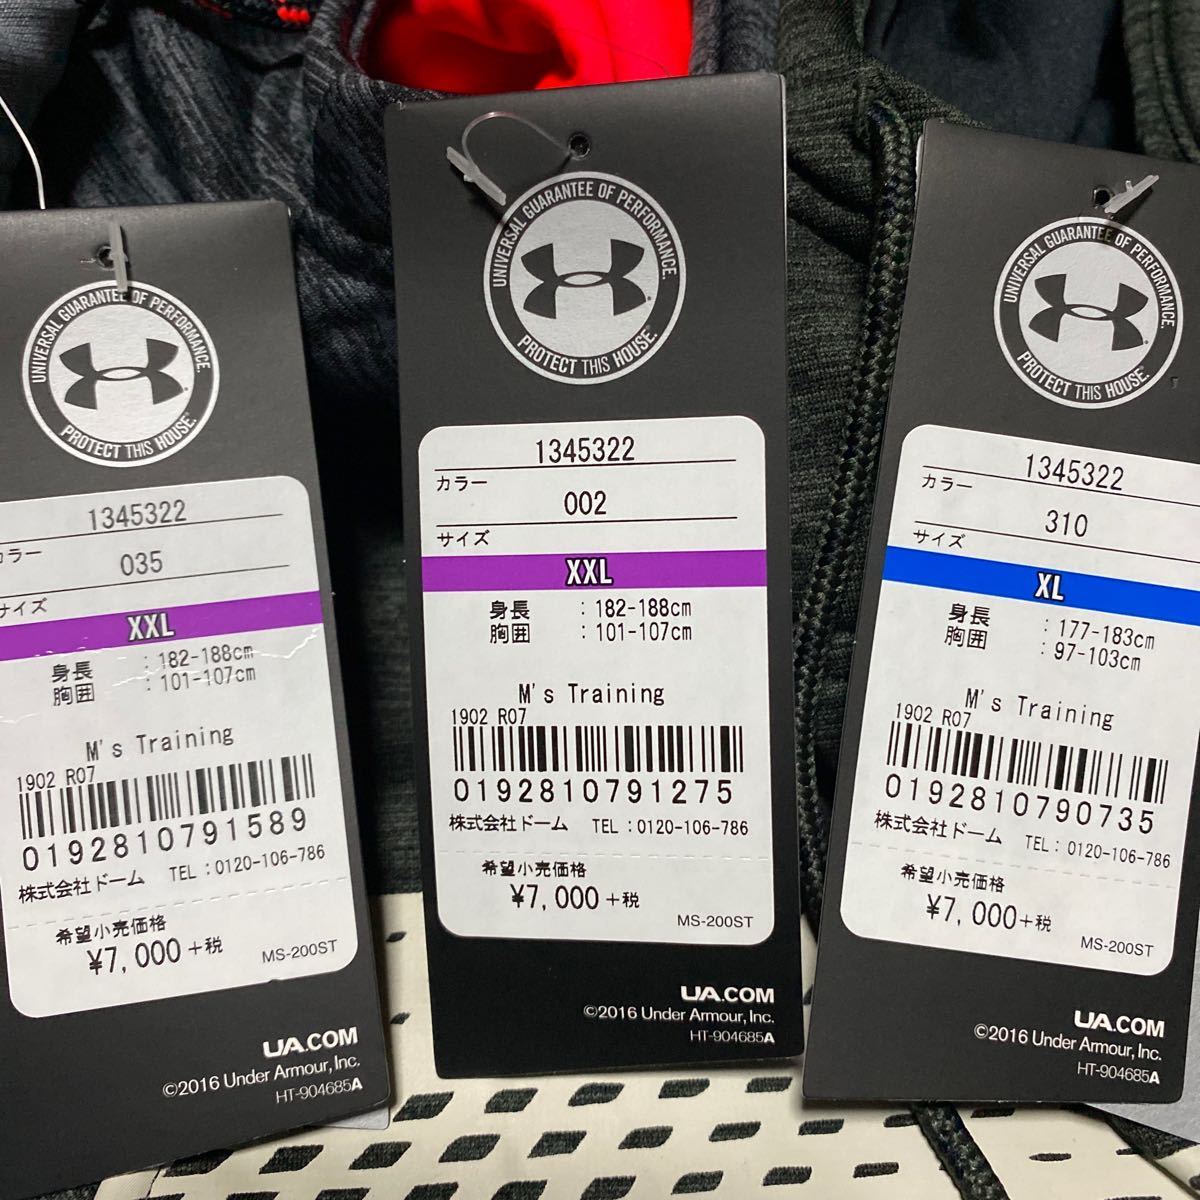 UNIVERSAL GUARANTEE OF PERFORMANCE.
PROTECT THIS HOUSE.
1345322
カラー
035
サイズ
XXL
身長 : 182-188cm
胸囲 : 101-107cm
M's Training
1902 R07
0192810791589
株式会社ドーム TEL:0120-106-786
希望小売価格
¥7,000+税
MS-200ST
UA.COM
©2016 Under Armour, Inc.
HT-904685A
UNIVERSAL GUARANTEE OF PERFORMANCE.
PROTECT THIS HOUSE.
1345322
カラー
002
サイズ
XXL
身長 : 182-188cm
胸囲 : 101-107cm
M's Training
1902 R07
0192810791275
株式会社ドーム TEL:0120-106-786
希望小売価格
¥7,000+税
MS-200ST
UA.COM
©2016 Under Armour, Inc.
HT-904685A
UNIVERSAL GUARANTEE OF PERFORMANCE.
PROTECT THIS HOUSE.
1345322
カラー
310
サイズ
XL
身長 : 177-183cm
胸囲 : 97-103cm
M's Training
1902 R07
0192810790735
株式会社ドーム TEL:0120-106-786
希望小売価格
¥7,000+税
MS-200ST
UA.COM
©2016 Under Armour, Inc.
HT-904685A